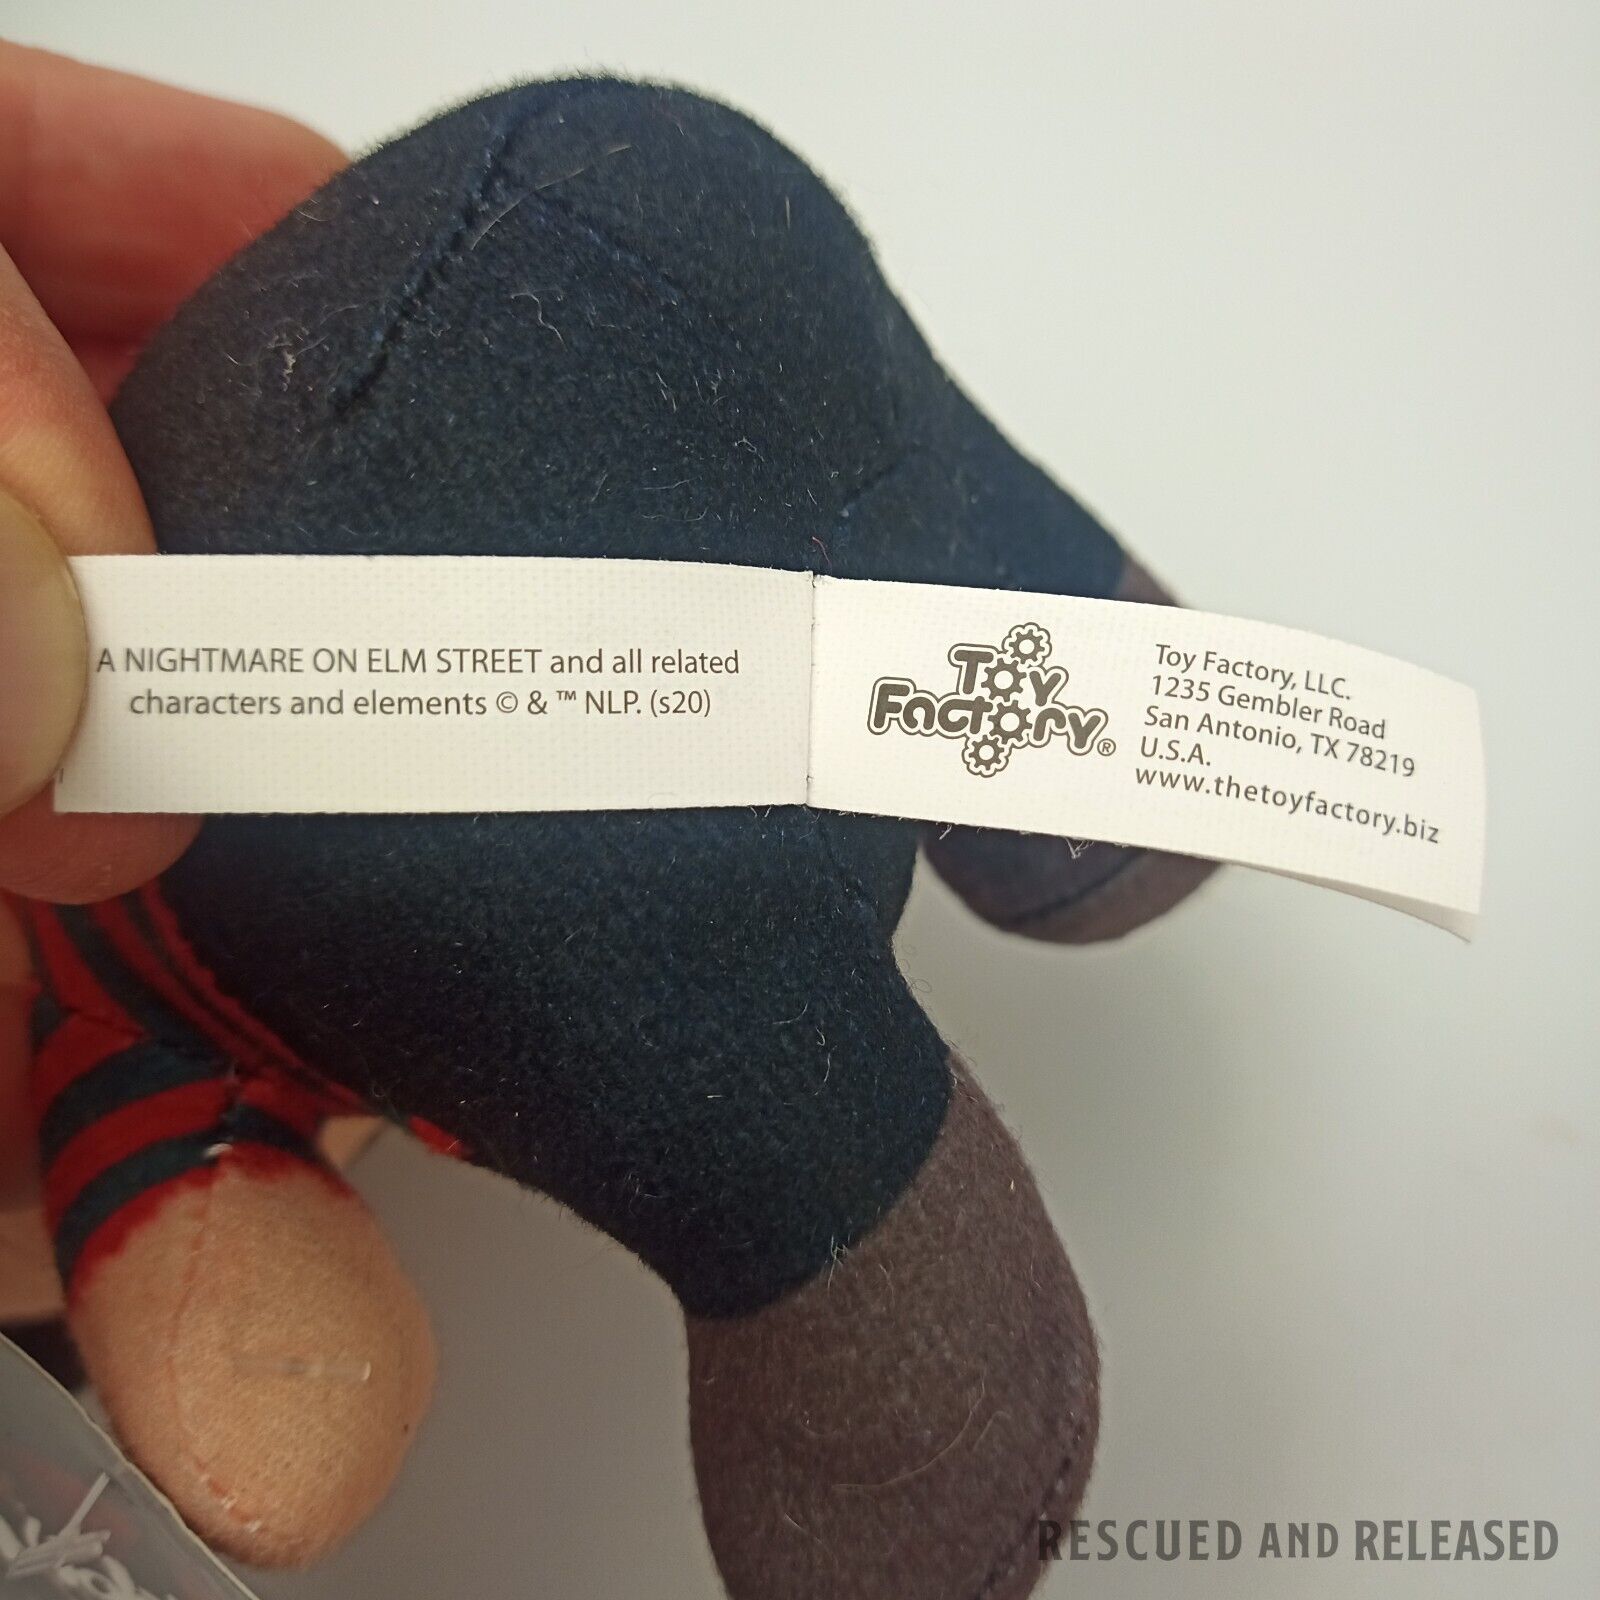 A NIGHTMARE ON ELM STREET and all related
characters and elements © & ™ NLP. (s20)
Toy
Factory®
Toy Factory, LLC.
1235 Gembler Road
San Antonio, TX 78219
U.S.A.
www.thetoyfactory.biz
RESCUED AND RELEASED